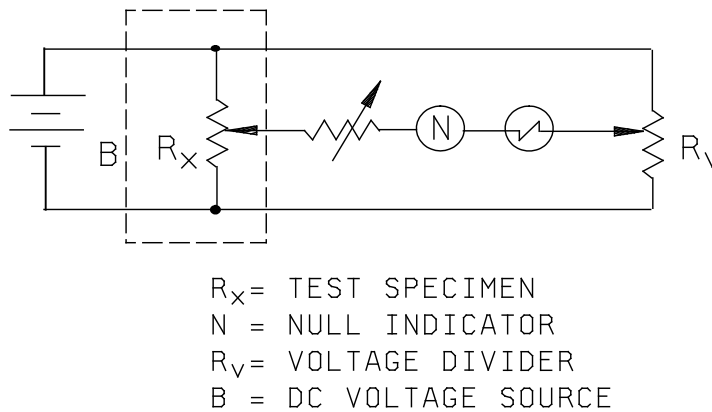 B
Rx
N
Rv
Rx= TEST SPECIMEN
N = NULL INDICATOR
Rv= VOLTAGE DIVIDER
B = DC VOLTAGE SOURCE